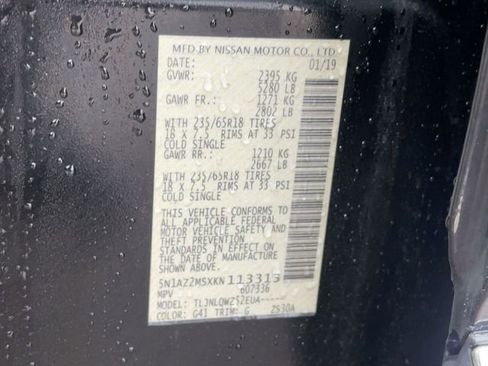 MFD BY NISSAN MOTOR CO., LTD.
DATE: 01/19
GVWR: 2395 KG
5280 LB
GAWR FR.: 1271 KG
2802 LB
WITH 235/65R18 TIRES
18 X 7.5 RIMS AT 33 PSI
COLD SINGLE
GAWR RR.: 1210 KG
2667 LB
WITH 235/65R18 TIRES
18 X 7.5 RIMS AT 33 PSI
COLD SINGLE
THIS VEHICLE CONFORMS TO ALL
APPLICABLE FEDERAL
MOTOR VEHICLE SAFETY AND
THEFT PREVENTION
STANDARDS IN EFFECT ON THE
DATE OF MANUFACTURE
SHOWN ABOVE.
5N1AZ2MSXKN113315
MPV 607336
MODEL: TLJNLQWZ52EUA-----
COLOR: G41 TRIM: G ZS30A